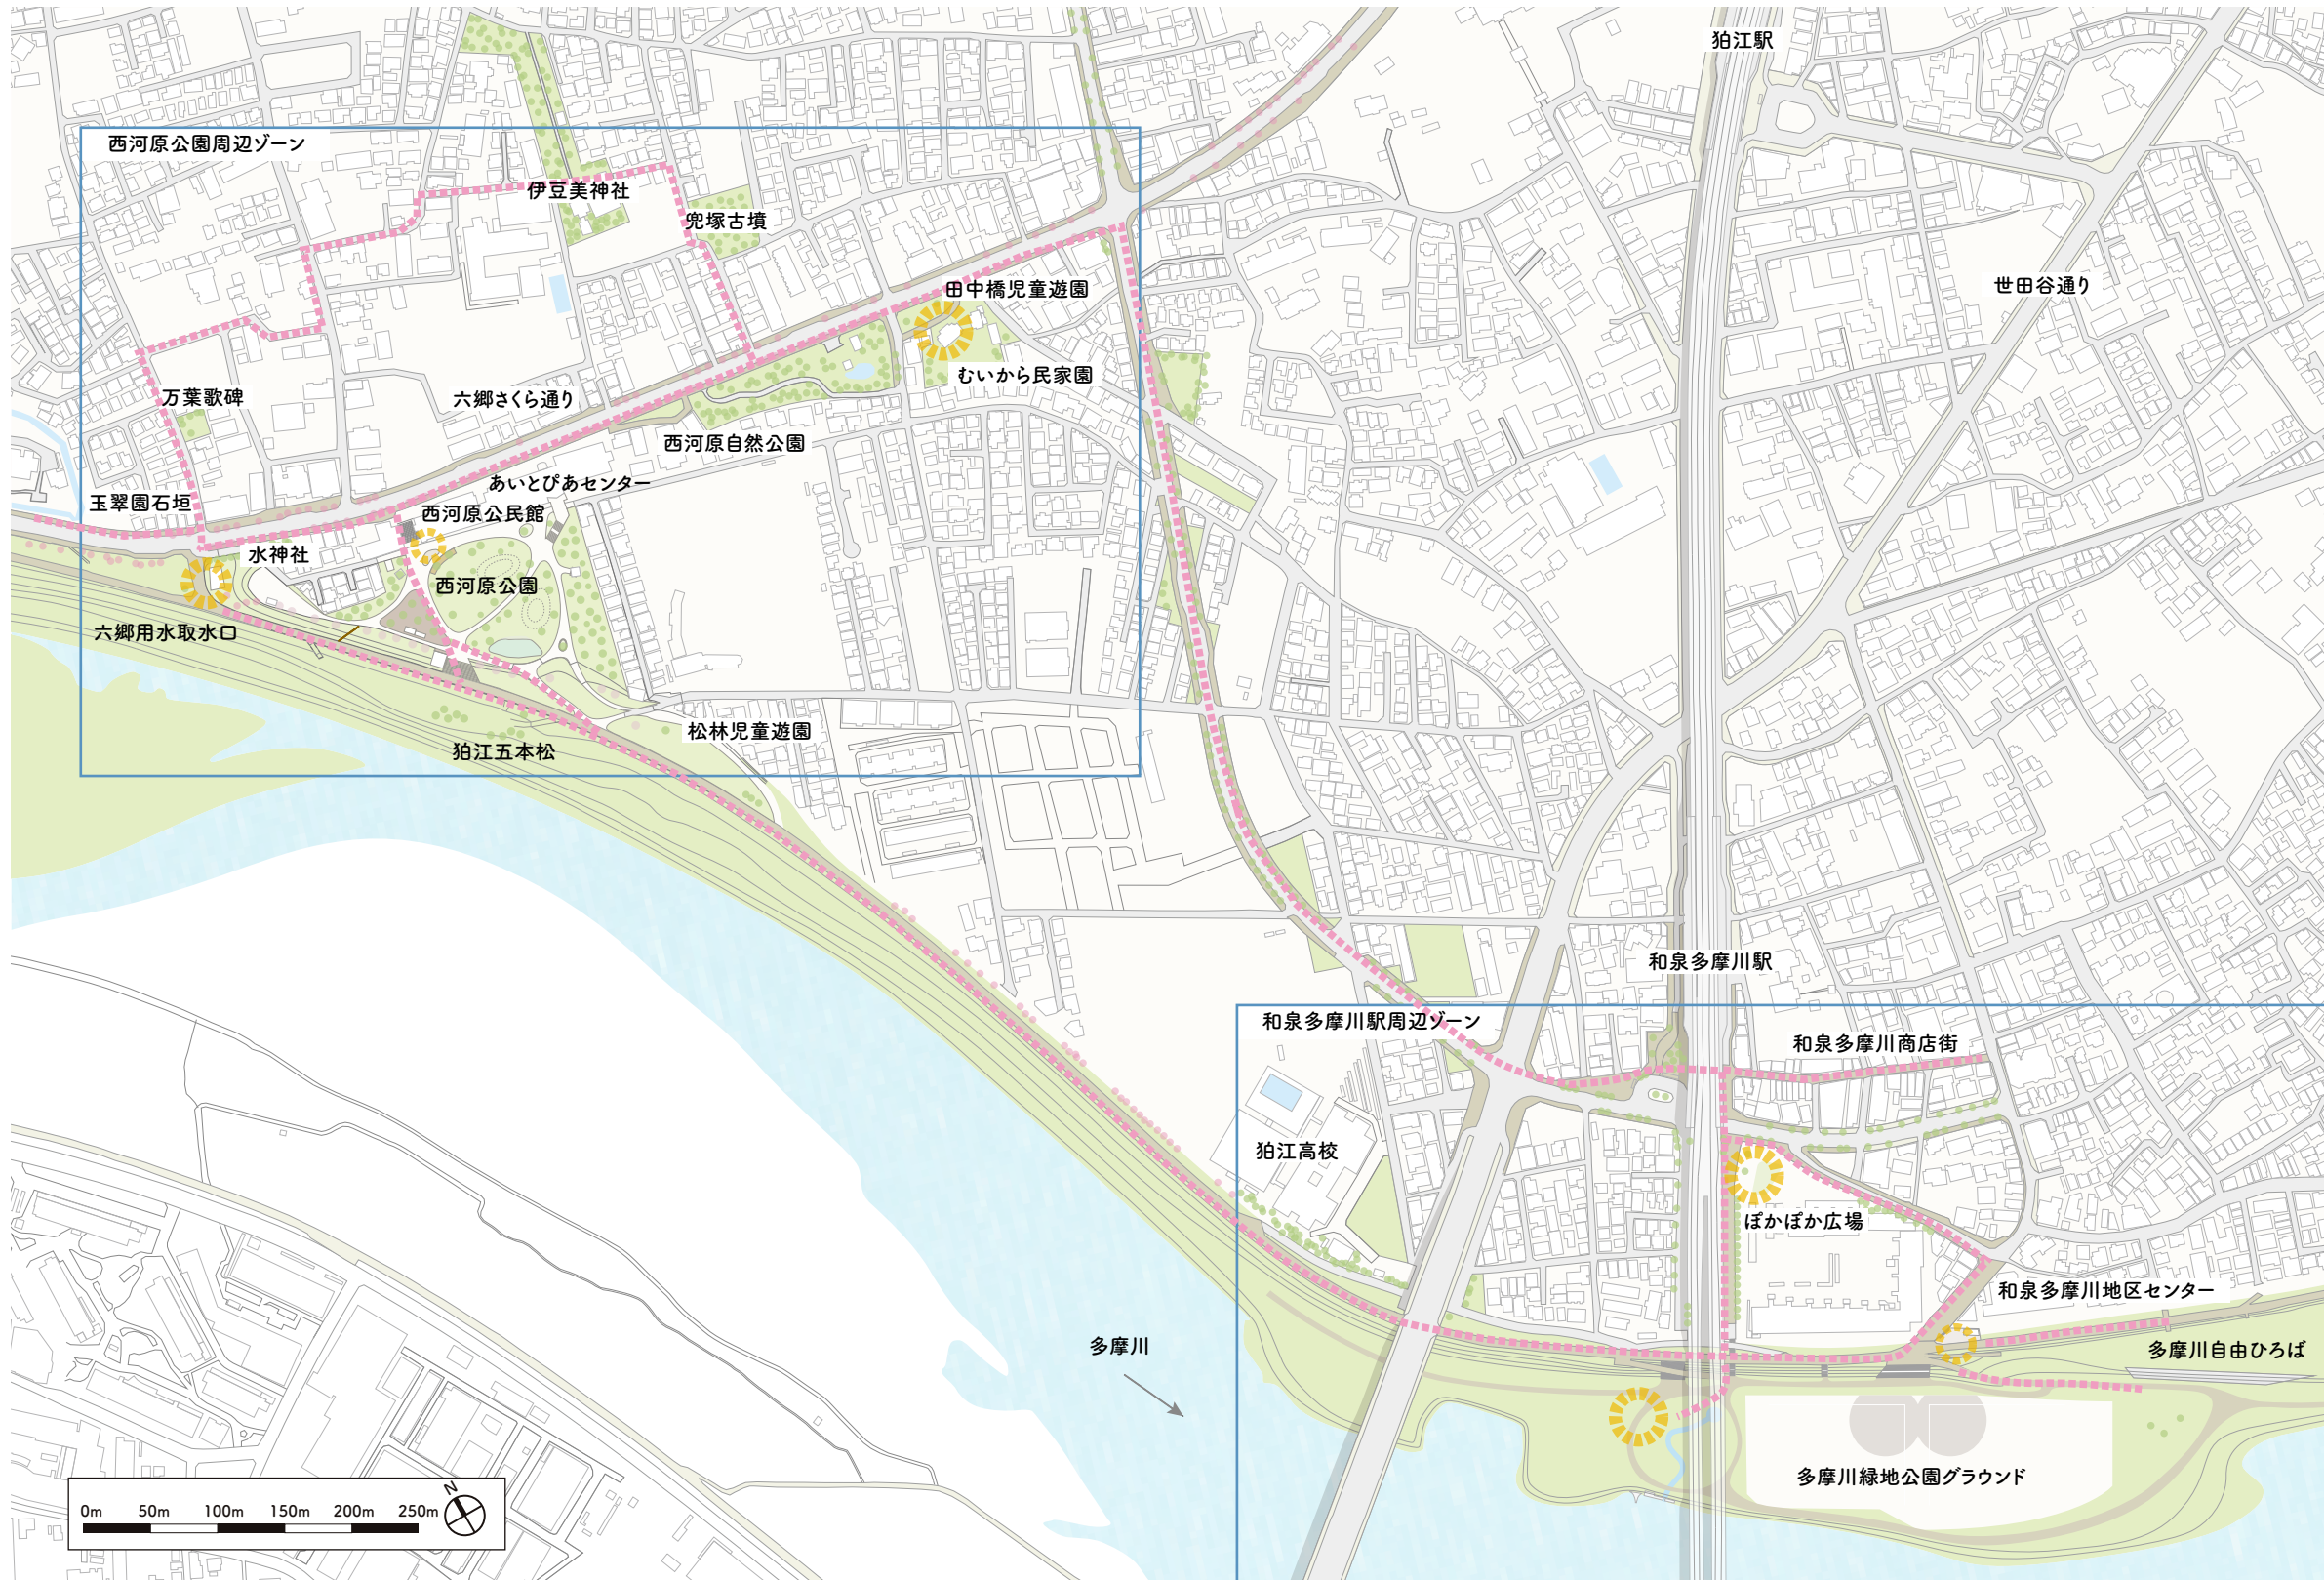 狛江駅
西河原公園周辺ゾーン
伊豆美神社
兜塚古墳
田中橋児童遊園
世田谷通り
むいから民家園
万葉歌碑
六郷さくら通り
西河原自然公園
あいとぴあセンター
玉翠園石垣
西河原公民館
水神社
西河原公園
六郷用水取水口
松林児童遊園
狛江五本松
和泉多摩川駅
和泉多摩川駅周辺ゾーン
和泉多摩川商店街
狛江高校
ぽかぽか広場
和泉多摩川地区センター
多摩川
多摩川自由ひろば
多摩川緑地公園グラウンド
N
0m 50m 100m 150m 200m 250m